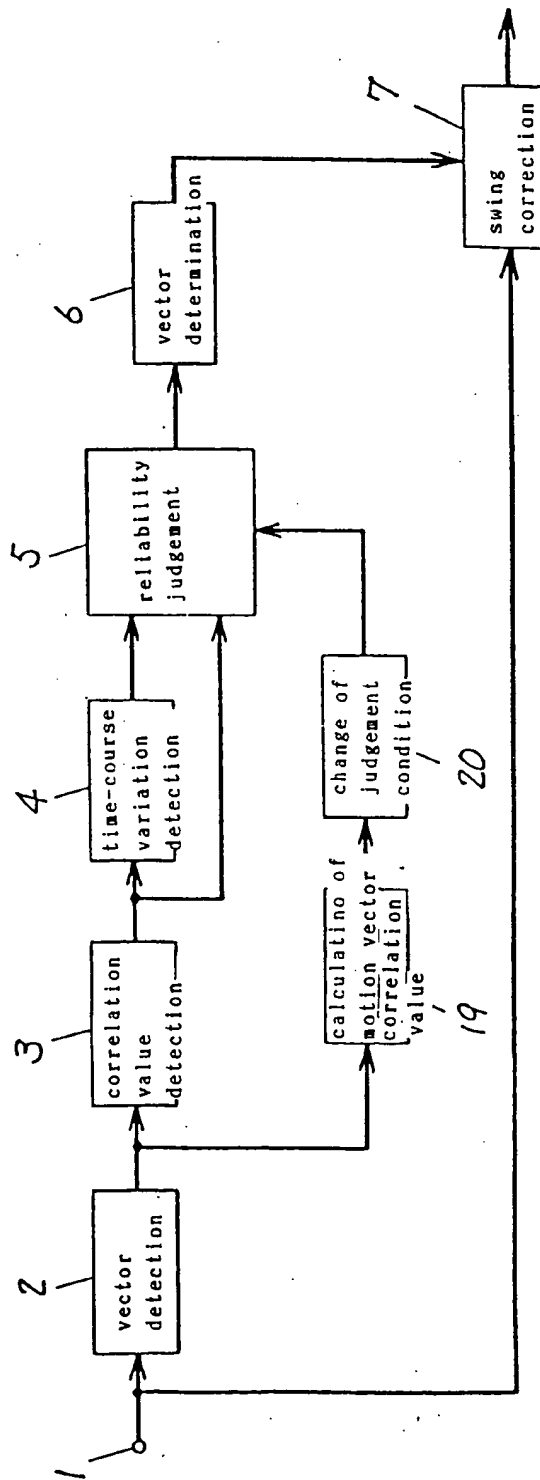 1
2
vector
detection
3
correlation
value
detection
4
time-course
variation
detection
5
reliability
judgement
6
vector
determination
7
swing
correction
calculatino of
motion vector
correlation
value
19
change of
judgement
condition
20